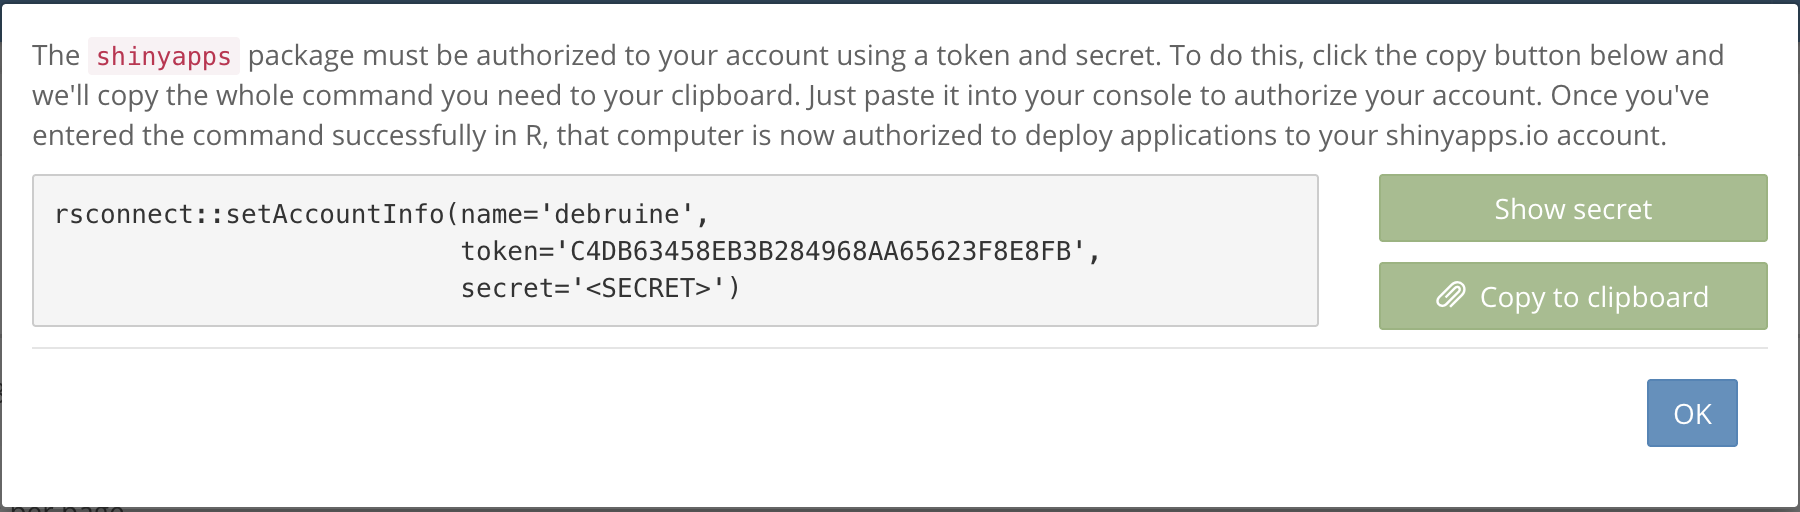 The shinyapps package must be authorized to your account using a token and secret. To do this, click the copy button below and
we'll copy the whole command you need to your clipboard. Just paste it into your console to authorize your account. Once you've
entered the command successfully in R, that computer is now authorized to deploy applications to your shinyapps.io account.
rsconnect::setAccountInfo(name='debruine',
token='C4DB63458EB3B284968AA65623F8E8FB',
secret='<SECRET>')
Show secret
Copy to clipboard
OK
per page